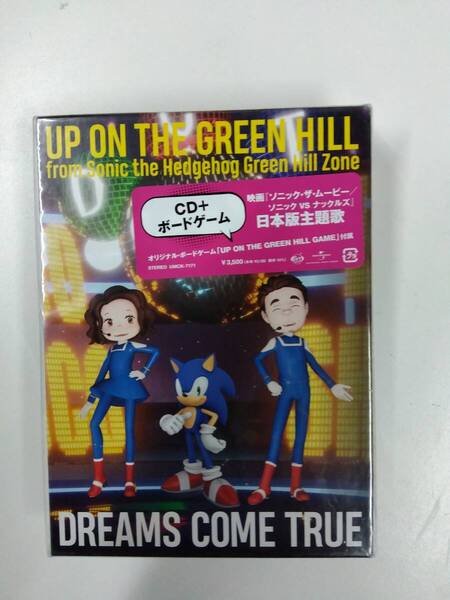 UP ON THE GREEN HILL
from Sonic the Hedgehog Green Hill Zone
CD+
ボードゲーム
映画『ソニック・ザ・ムービー/
ソニック VS ナックルズ』
日本版主題歌
オリジナル・ボードゲーム「UP ON THE GREEN HILL GAME」付属
STEREO UMCK-7171
¥3,500
DREAMS COME TRUE